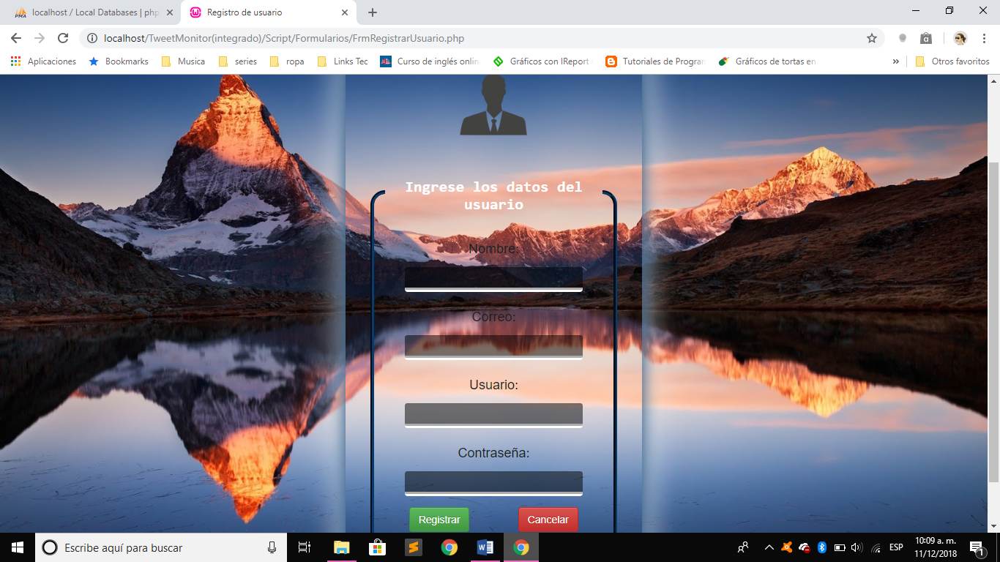 localhost / Local Databases | php
Registro de usuario
localhost/TweetMonitor(integrado)/Script/Formularios/FrmRegistrarUsuario.php
Aplicaciones Bookmarks Musica series ropa Links Tec Curso de inglés onlin Gráficos con IReport Tutoriales de Program Gráficos de tortas en » Otros favoritos
Ingrese los datos del
usuario
Nombre:
Correo:
Usuario:
Contraseña:
Registrar Cancelar
Escribe aquí para buscar
ESP
10:09 a. m.
11/12/2018
1